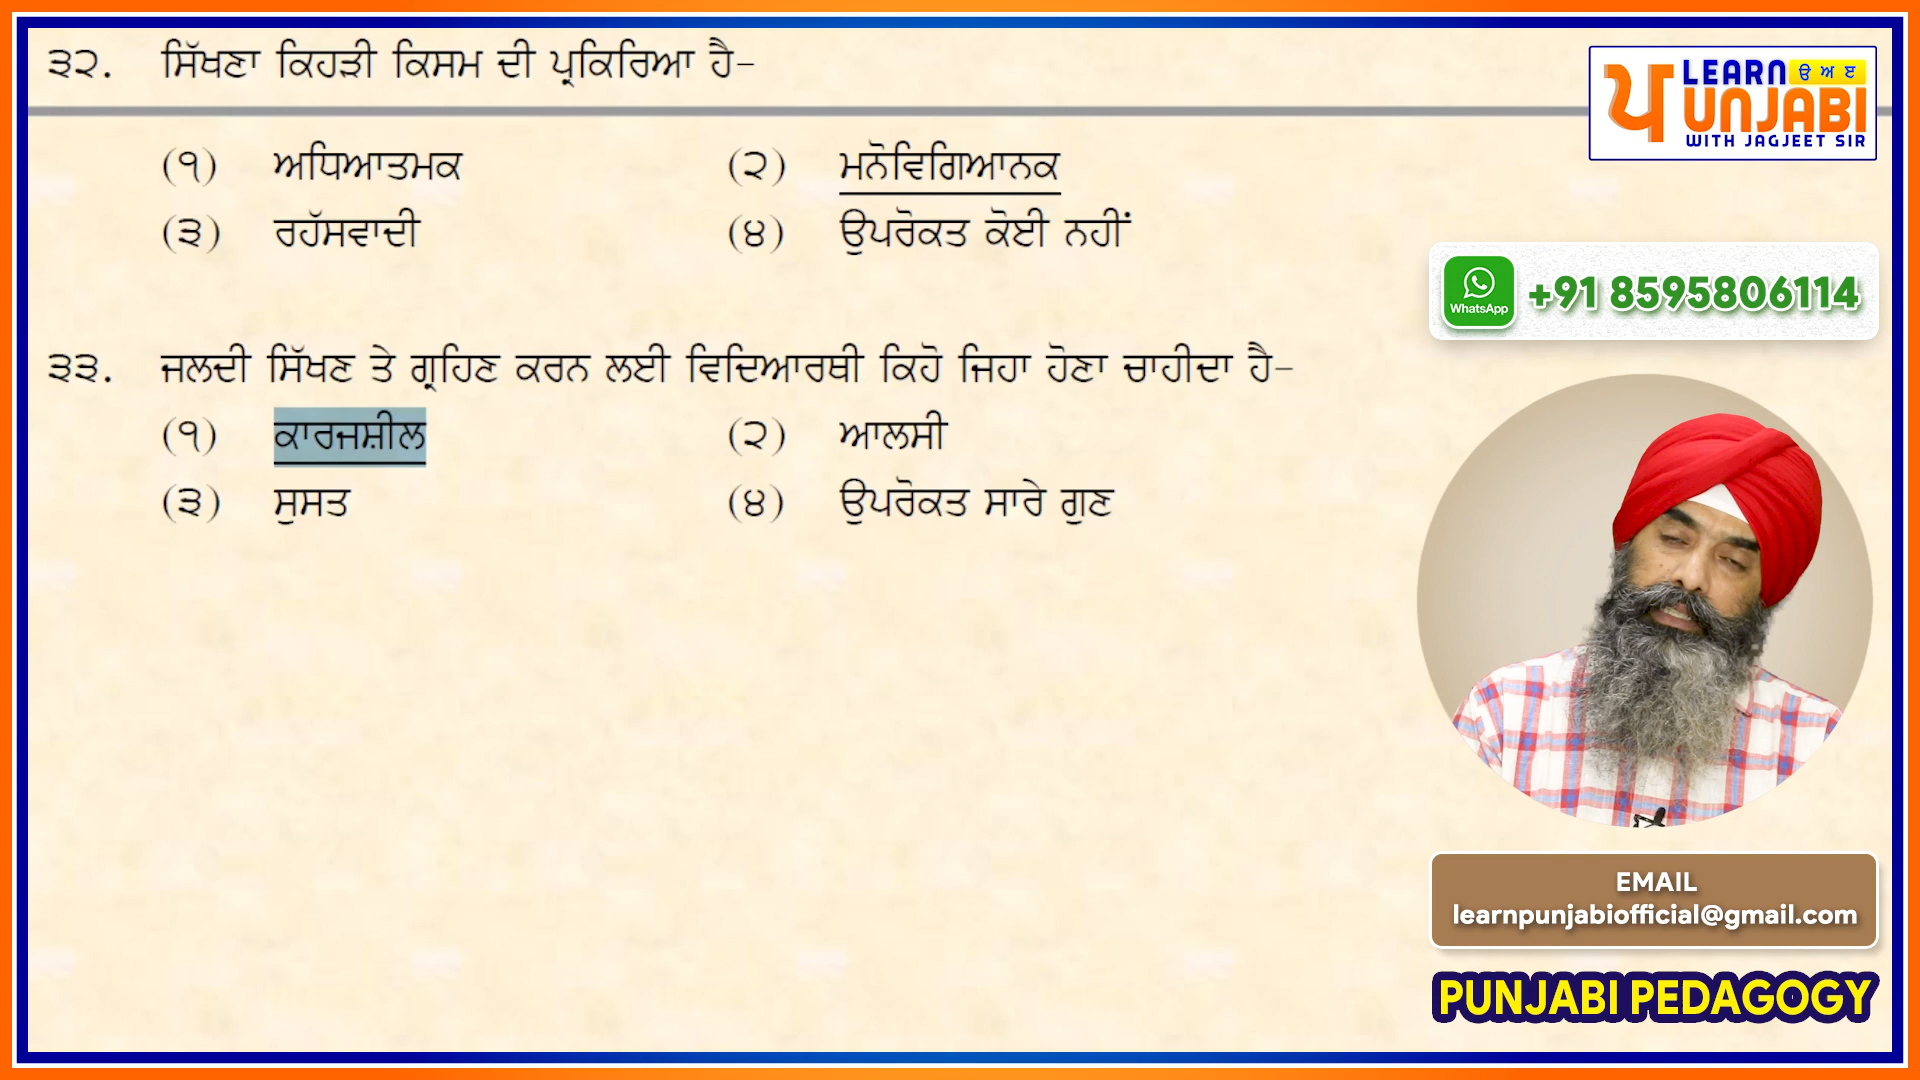 ੩੨. ਸਿੱਖਣਾ ਕਿਹੜੀ ਕਿਸਮ ਦੀ ਪ੍ਰਕਿਰਿਆ ਹੈ–
(੧) ਅਧਿਆਤਮਕ (੨) ਮਨੋਵਿਗਿਆਨਕ
(੩) ਰਹੱਸਵਾਦੀ (੪) ਉਪਰੋਕਤ ਕੋਈ ਨਹੀਂ
੩੩. ਜਲਦੀ ਸਿੱਖਣ ਤੇ ਗ੍ਰਹਿਣ ਕਰਨ ਲਈ ਵਿਦਿਆਰਥੀ ਕਿਹੋ ਜਿਹਾ ਹੋਣਾ ਚਾਹੀਦਾ ਹੈ–
(੧) ਕਾਰਜਸ਼ੀਲ (੨) ਆਲਸੀ
(੩) ਸੁਸਤ (੪) ਉਪਰੋਕਤ ਸਾਰੇ ਗੁਣ
LEARN ੳ ਅ ੲ
ਪ UNJABI
WITH JAGJEET SIR
WhatsApp +91 8595806114
EMAIL
learnpunjabiofficial@gmail.com
PUNJABI PEDAGOGY